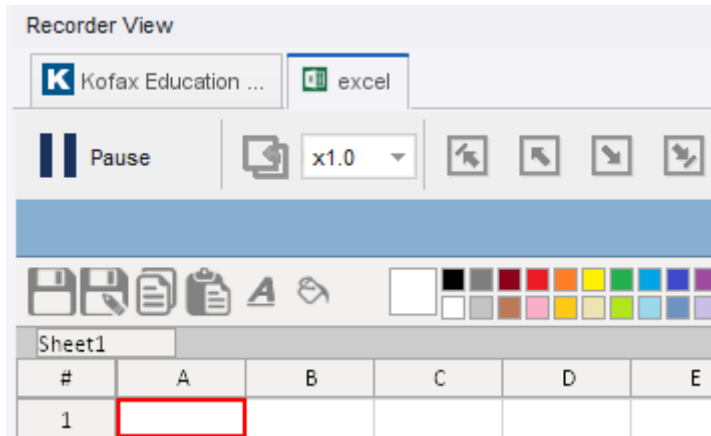 Recorder View
K Kofax Education ... excel
Pause x1.0
A
Sheet1
# A B C D E
1